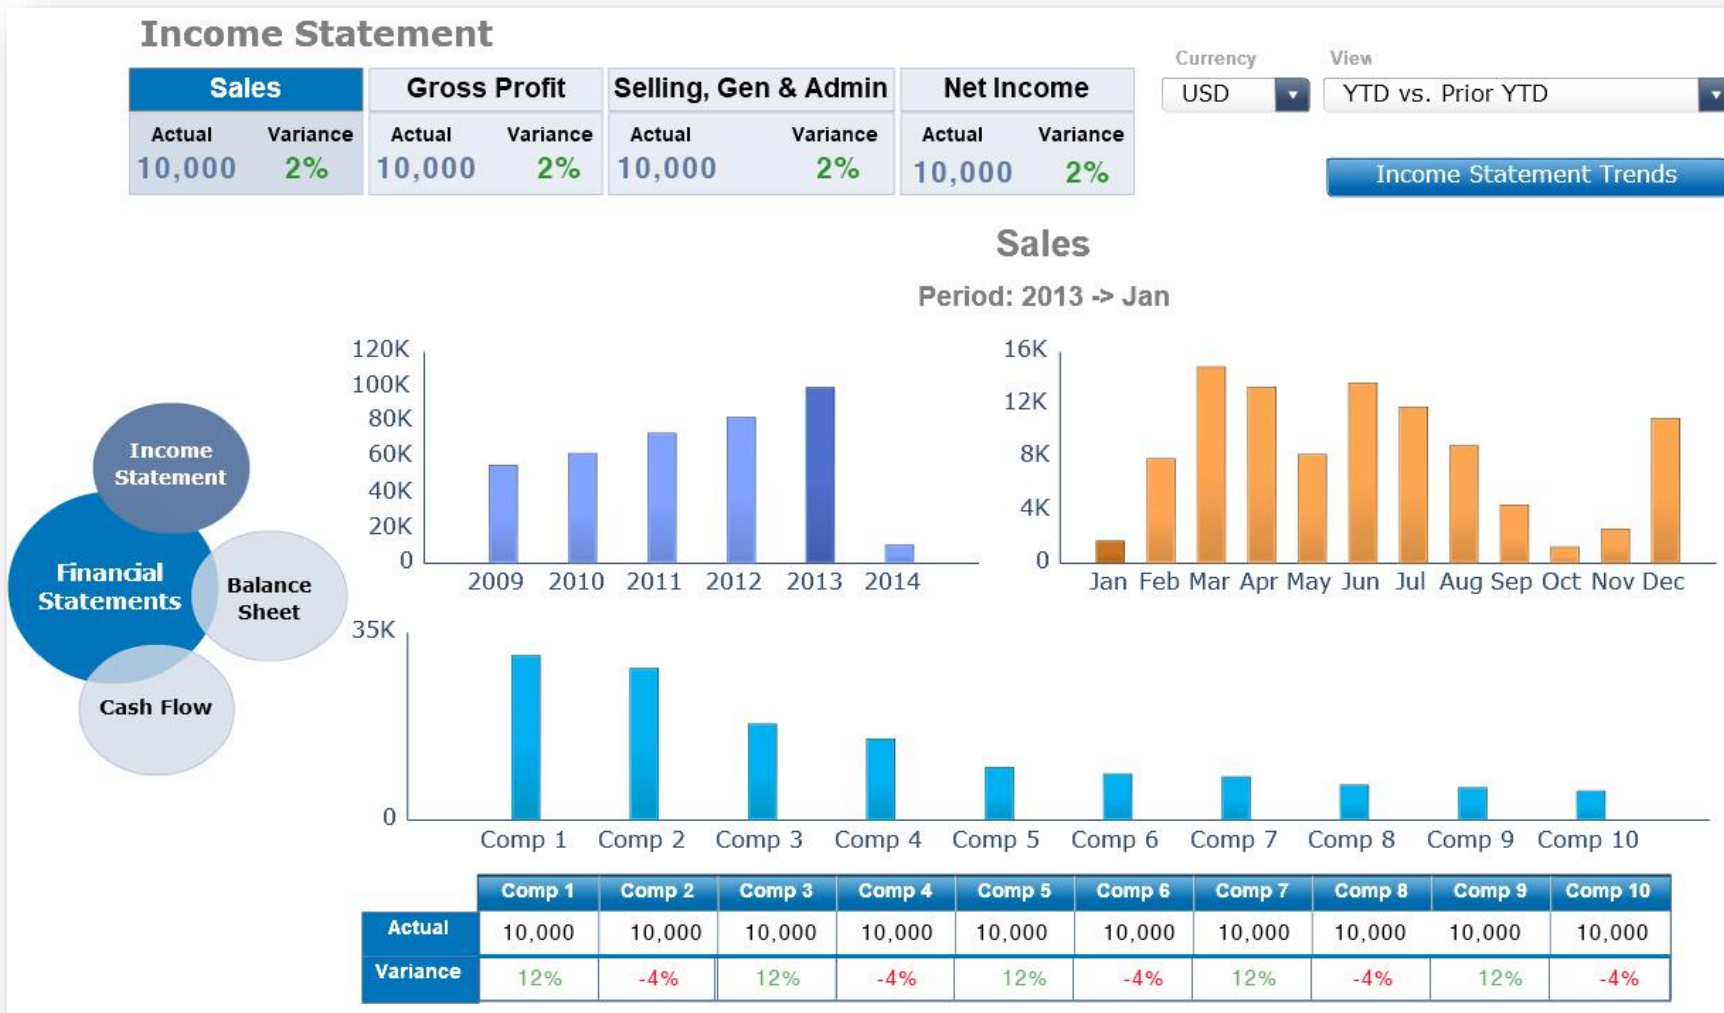 Income Statement
Currency View
USD YTD vs. Prior YTD
Sales Gross Profit Selling, Gen & Admin Net Income
Actual Variance Actual Variance Actual Variance Actual Variance
10,000 2% 10,000 2% 10,000 2% 10,000 2%
Income Statement Trends
Sales
Period: 2013 -> Jan
120K
100K
80K
60K
40K
20K
0
2009 2010 2011 2012 2013 2014
16K
12K
8K
4K
0
Jan Feb Mar Apr May Jun Jul Aug Sep Oct Nov Dec
Income
Statement
Financial
Statements
Balance
Sheet
Cash Flow
35K
0
Comp 1 Comp 2 Comp 3 Comp 4 Comp 5 Comp 6 Comp 7 Comp 8 Comp 9 Comp 10
Comp 1 Comp 2 Comp 3 Comp 4 Comp 5 Comp 6 Comp 7 Comp 8 Comp 9 Comp 10
Actual 10,000 10,000 10,000 10,000 10,000 10,000 10,000 10,000 10,000 10,000
Variance 12% -4% 12% -4% 12% -4% 12% -4% 12% -4%